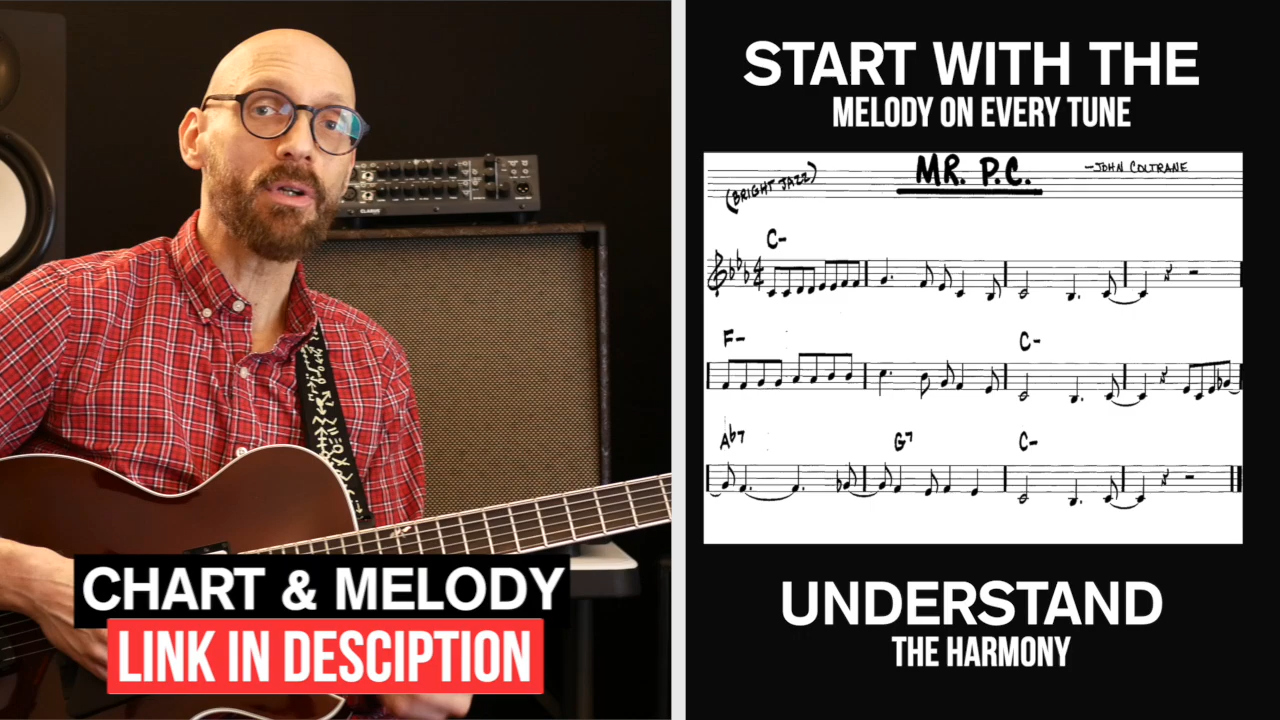 CHART & MELODY
LINK IN DESCIPTION
START WITH THE
MELODY ON EVERY TUNE
(BRIGHT JAZZ)
MR. P.C.
-JOHN COLTRANE
C-
F-
C-
Ab7
G7
C-
UNDERSTAND
THE HARMONY